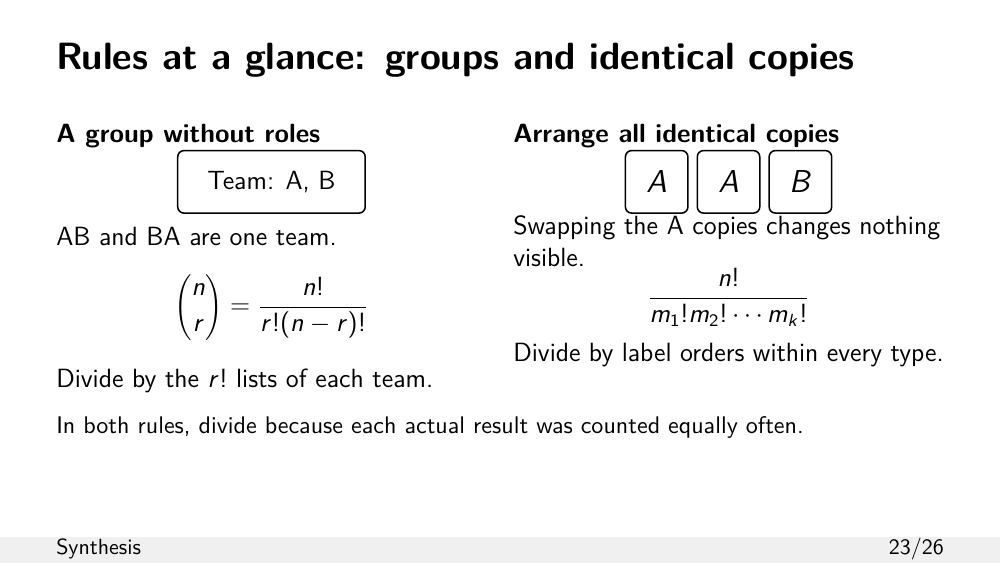 Rules at a glance: groups and identical copies
A group without roles
Team: A, B
AB and BA are one team.
(n r) = n! / r!(n − r)!
Divide by the r! lists of each team.
Arrange all identical copies
A A B
Swapping the A copies changes nothing
visible.
n! / m₁!m₂! · · · mₖ!
Divide by label orders within every type.
In both rules, divide because each actual result was counted equally often.
Synthesis
23/26